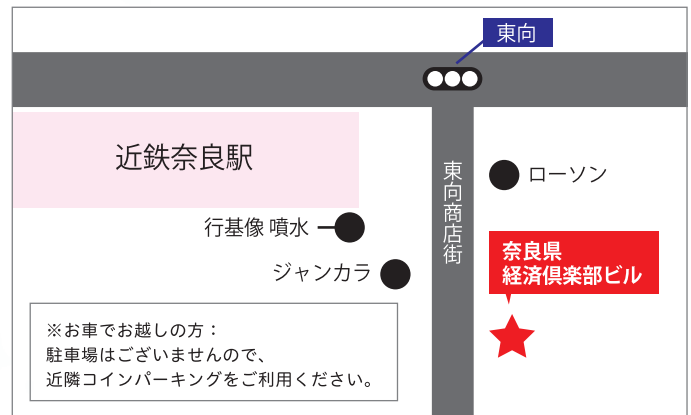 東向
近鉄奈良駅
東向商店街
ローソン
行基像 噴水
ジャンカラ
奈良県
経済倶楽部ビル
※お車でお越しの方：
駐車場はございませんので、
近隣コインパーキングをご利用ください。